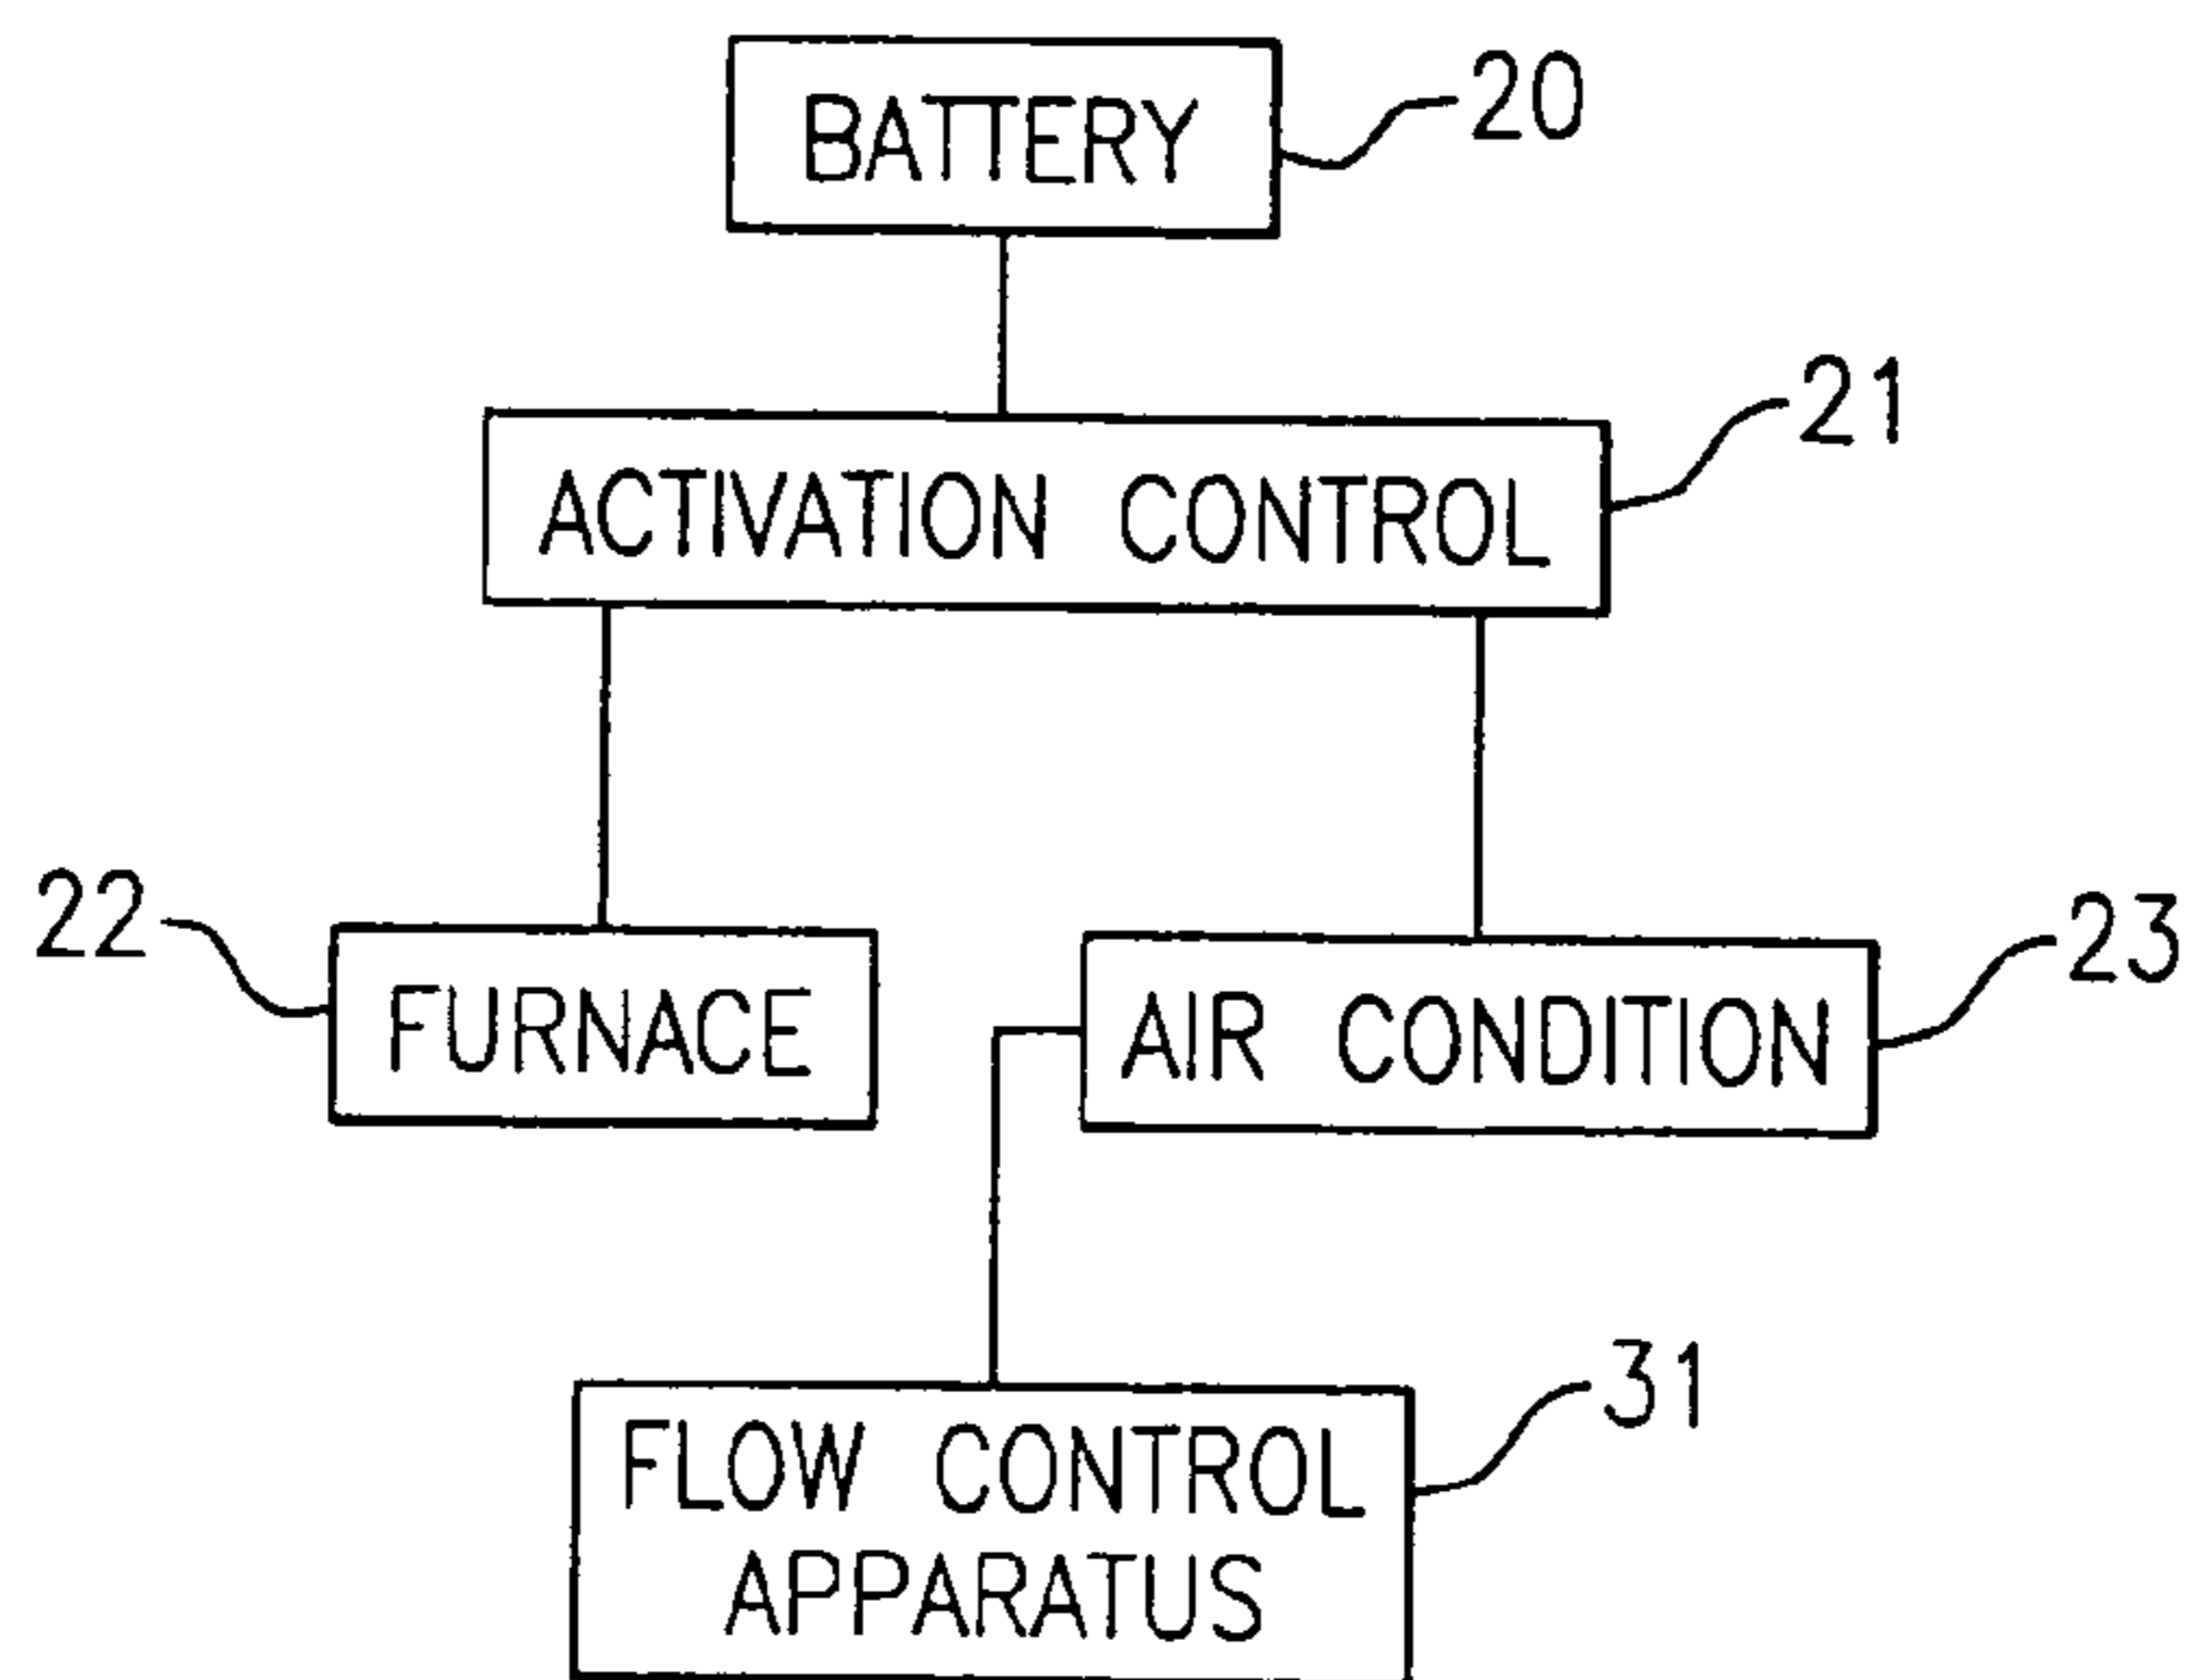 BATTERY 20
ACTIVATION CONTROL 21
22 FURNACE
AIR CONDITION 23
FLOW CONTROL 31
APPARATUS